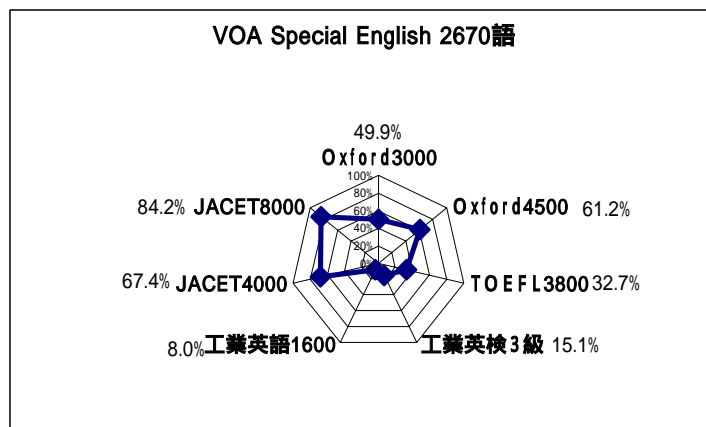 VOA Special English 2670語
49.9%
Oxford3000
100%
80%
60%
40%
20%
0%
Oxford4500 61.2%
TOEFL3800 32.7%
工業英検3級 15.1%
8.0% 工業英語1600
67.4% JACET4000
84.2% JACET8000